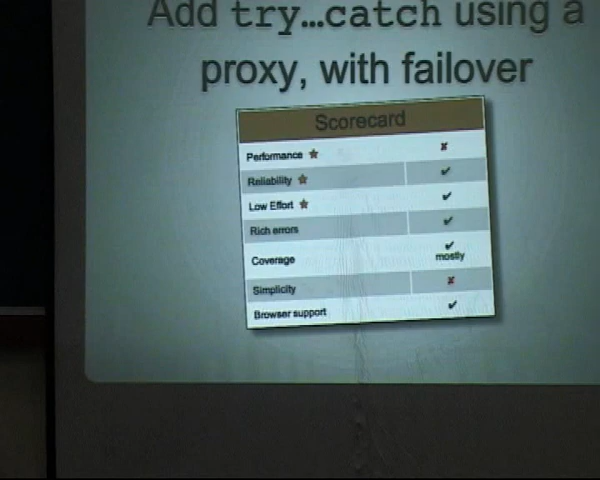 Add try…catch using a
proxy, with failover
Scorecard
Performance ★ ✘
Reliability ★ ✔
Low Effort ★ ✔
Rich errors ✔
Coverage ✔ mostly
Simplicity ✘
Browser support ✔